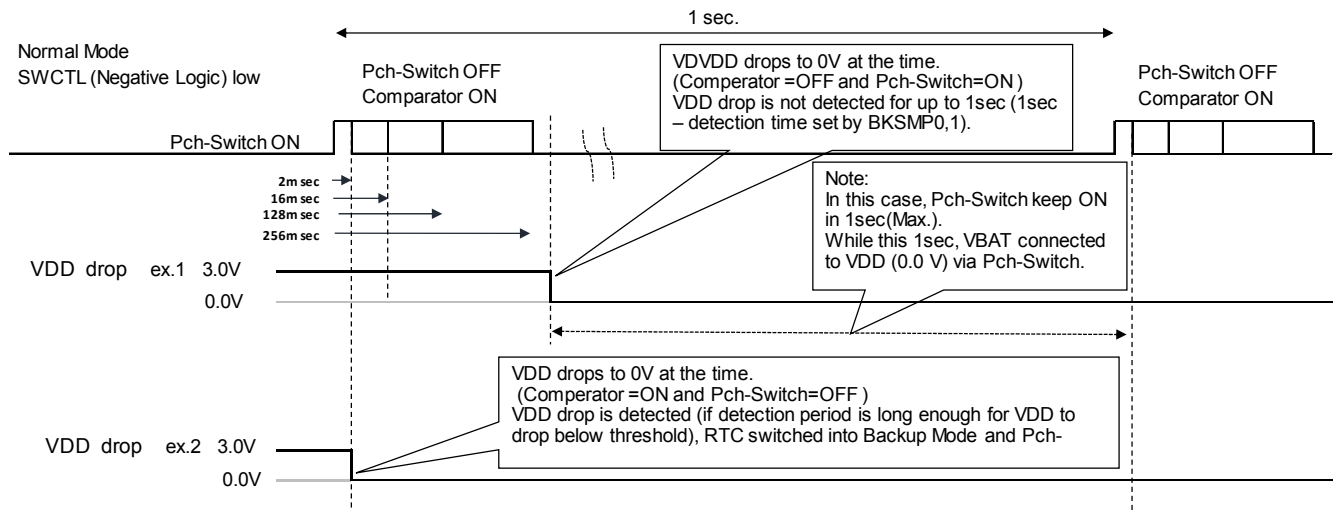 1 sec.
Normal Mode
SWCTL (Negative Logic) low
Pch-Switch OFF
Comparator ON
VDVDD drops to 0V at the time.
(Comperator =OFF and Pch-Switch=ON )
VDD drop is not detected for up to 1sec (1sec
– detection time set by BKSMP0,1).
Pch-Switch OFF
Comparator ON
Pch-Switch ON
2m sec
16m sec
128m sec
256m sec
Note:
In this case, Pch-Switch keep ON
in 1sec(Max.).
While this 1sec, VBAT connected
to VDD (0.0 V) via Pch-Switch.
VDD drop ex.1 3.0V
0.0V
VDD drops to 0V at the time.
(Comperator =ON and Pch-Switch=OFF )
VDD drop is detected (if detection period is long enough for VDD to
drop below threshold), RTC switched into Backup Mode and Pch-
VDD drop ex.2 3.0V
0.0V